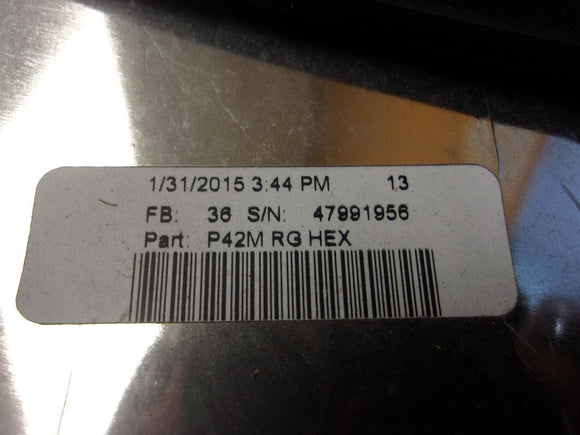 1/31/2015 3:44 PM 13
FB: 36 S/N: 47991956
Part: P42M RG HEX